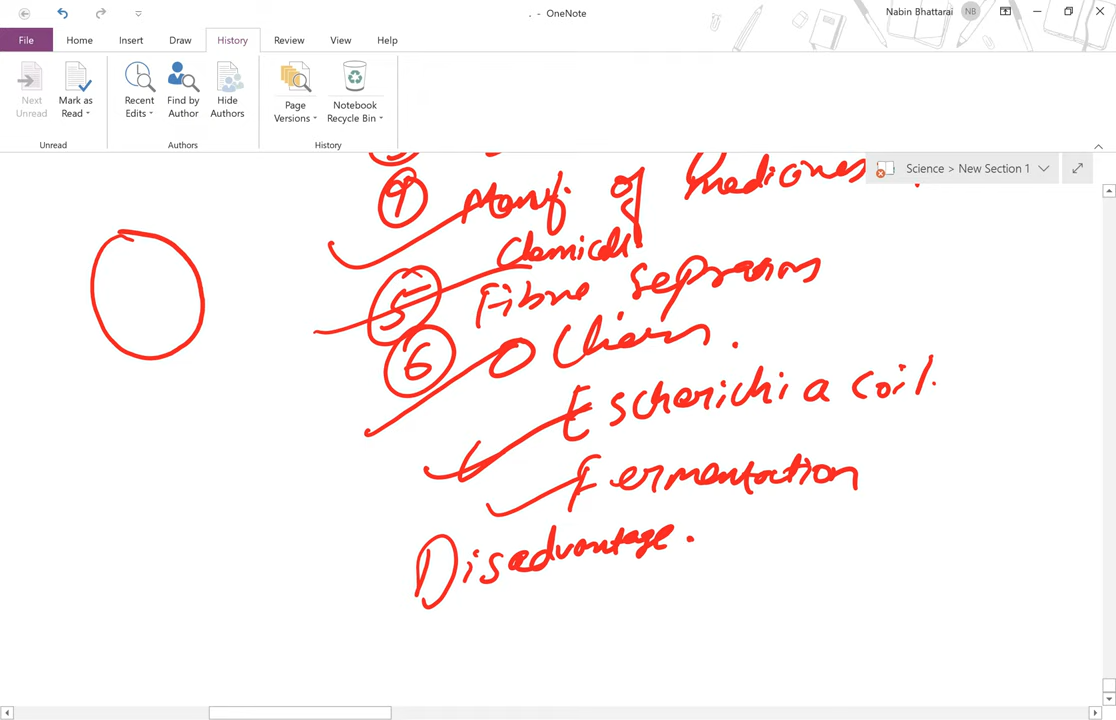 . - OneNote
Nabin Bhattarai NB
File Home Insert Draw History Review View Help
Next Unread
Mark as Read
Recent Edits
Find by Author
Hide Authors
Page Versions
Notebook Recycle Bin
Unread Authors History
Science > New Section 1
4 Manf. of medicines
Chemicals
5 Fibre
6
Escherichia coil.
Fermentation
Disadvantage.